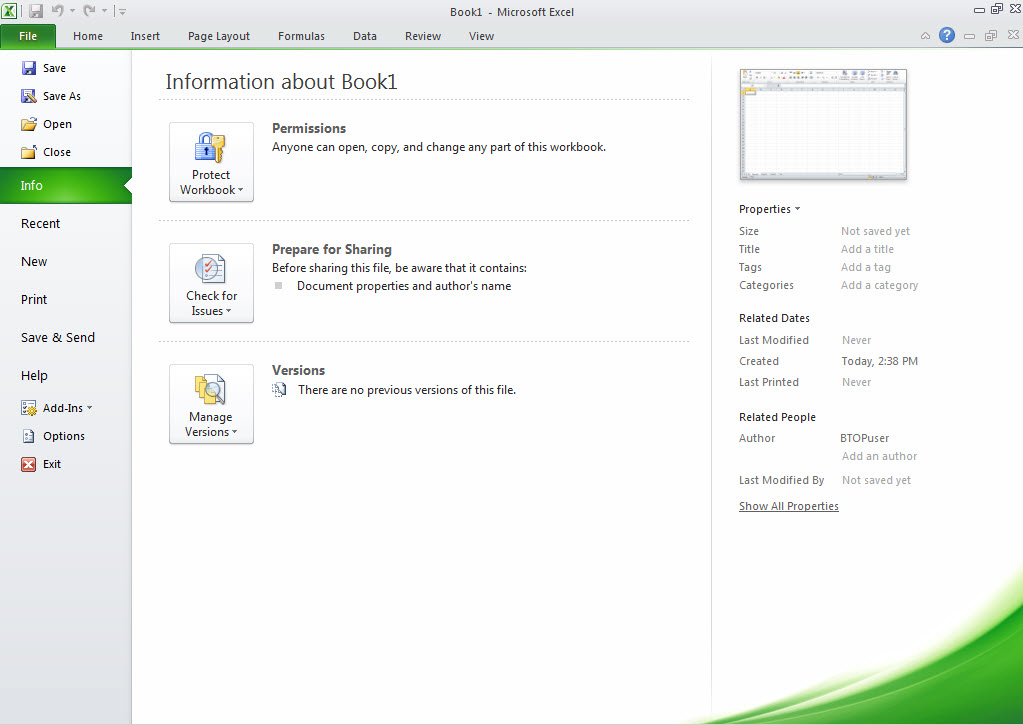 Book1 - Microsoft Excel
File Home Insert Page Layout Formulas Data Review View
Save
Save As
Open
Close
Info
Recent
New
Print
Save & Send
Help
Add-Ins
Options
Exit
Information about Book1
Protect
Workbook
Permissions
Anyone can open, copy, and change any part of this workbook.
Check for
Issues
Prepare for Sharing
Before sharing this file, be aware that it contains:
Document properties and author's name
Manage
Versions
Versions
There are no previous versions of this file.
Properties
Size Not saved yet
Title Add a title
Tags Add a tag
Categories Add a category
Related Dates
Last Modified Never
Created Today, 2:38 PM
Last Printed Never
Related People
Author BTOPuser
Add an author
Last Modified By Not saved yet
Show All Properties